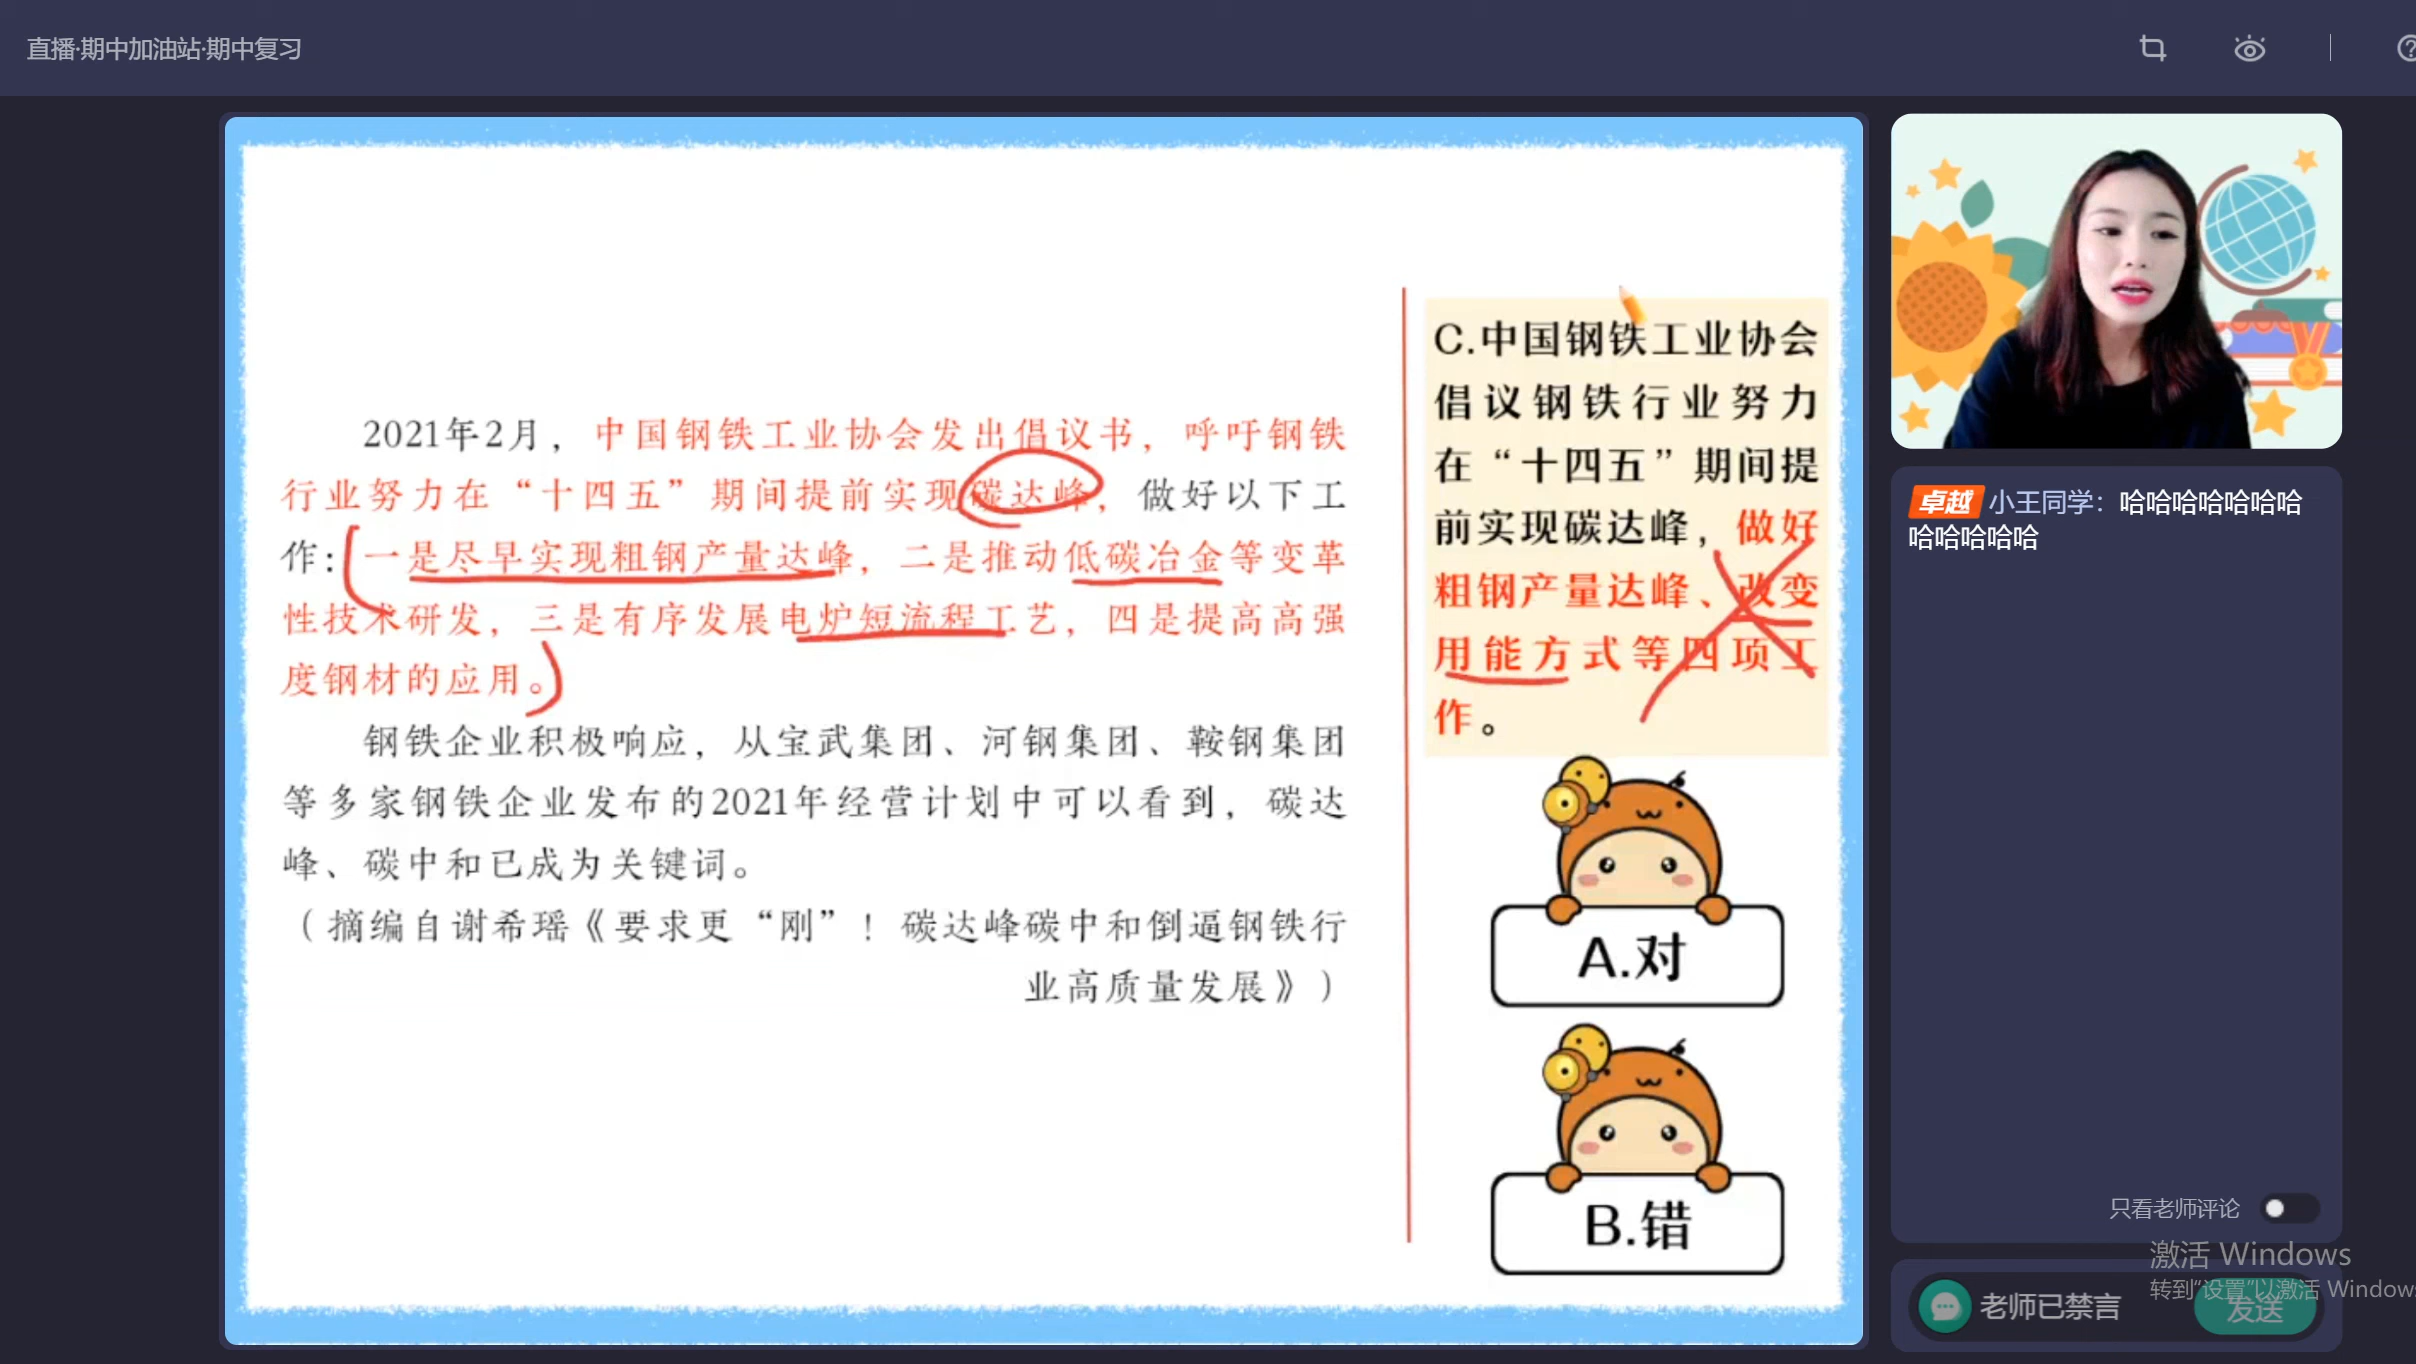 直播·期中加油站·期中复习
2021年2月，中国钢铁工业协会发出倡议书，呼吁钢铁
行业努力在“十四五”期间提前实现碳达峰，做好以下工
作：一是尽早实现粗钢产量达峰，二是推动低碳冶金等变革
性技术研发，三是有序发展电炉短流程工艺，四是提高高强
度钢材的应用。
钢铁企业积极响应，从宝武集团、河钢集团、鞍钢集团
等多家钢铁企业发布的2021年经营计划中可以看到，碳达
峰、碳中和已成为关键词。
（摘编自谢希瑶《要求更“刚”！碳达峰碳中和倒逼钢铁行
业高质量发展》）
C.中国钢铁工业协会
倡议钢铁行业努力
在“十四五”期间提
前实现碳达峰，做好
粗钢产量达峰、改变
用能方式等四项工
作。
A.对
B.错
卓越 小王同学：哈哈哈哈哈哈哈
哈哈哈哈哈
只看老师评论
激活 Windows
转到“设置”以激活 Windows
老师已禁言
发送